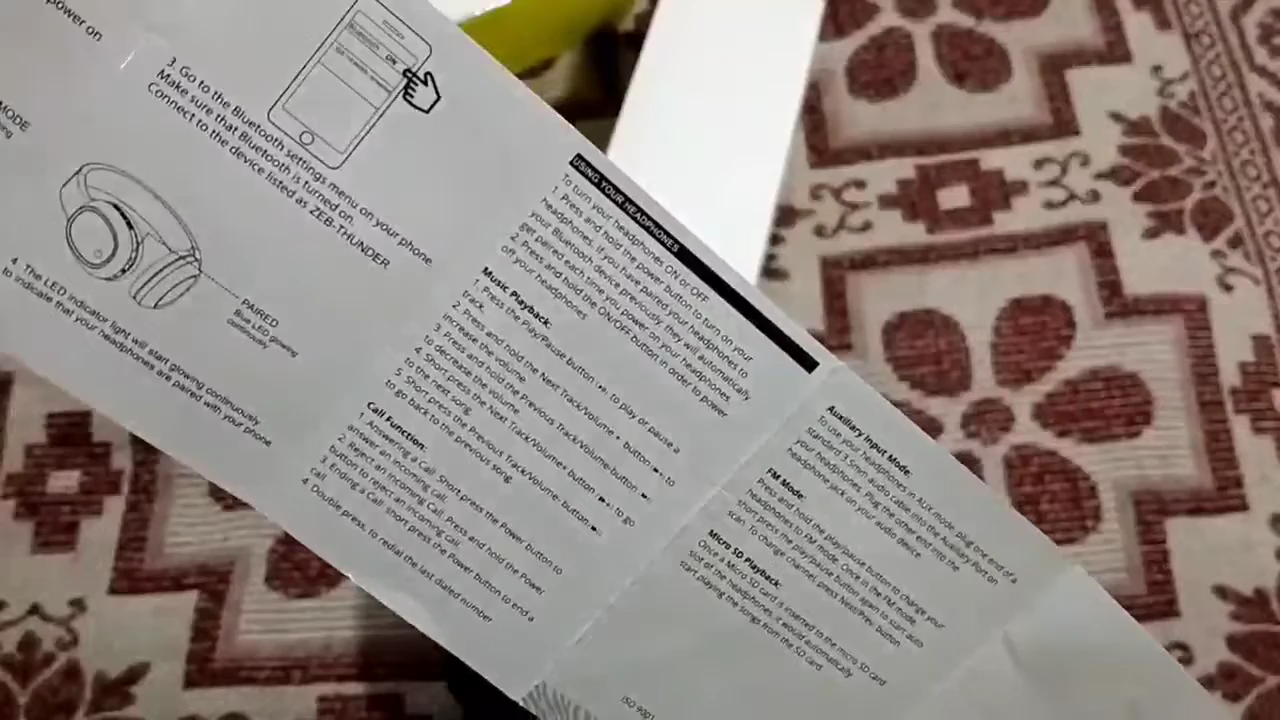 power on
MODE
Bluetooth
ON
3. Go to the Bluetooth settings menu on your phone.
Make sure that Bluetooth is turned on.
Connect to the device listed as ZEB-THUNDER
PAIRED
Blue LED glowing
continuously
4. The LED indicator light will start glowing continuously
to indicate that your headphones are paired with your phone
USING YOUR HEADPHONES
To turn your headphones ON or OFF
1. Press and hold the power button to turn on your
headphones. If you have paired your headphones to
your Bluetooth device previously, they will automatically
get paired each time you power on your headphones.
2. Press and hold the ON/OFF button in order to power
off your headphones
Music Playback:
1. Press the Play/Pause button to play or pause a
track.
2. Press and hold the Next Track/Volume + button to
increase the volume.
3. Press and hold the Previous Track/Volume-button
to decrease the volume.
4. Short press the Next Track/Volume+ button to go
to the next song.
5. Short press the Previous Track/Volume- button
to go back to the previous song.
Call Function:
1. Answering a Call. Short press the Power button to
answer an incoming call.
2. Reject an Incoming Call. Press and hold the Power
button to reject an incoming call.
3. Ending a Call: short press the Power button to end a
call.
4. Double press, to redial the last dialed number
Auxiliary Input Mode:
To use your headphones in AUX mode, plug one end of a
standard 3.5mm audio cable into the Auxiliary Port on
your headphones. Plug the other end into the
headphone jack on your audio device.
FM Mode:
Press and hold the play/pause button to change your
headphones to FM mode. Once in the FM mode,
short press the play/pause button again to start auto
scan. To change channel press Next/Prev. button
Micro SD Playback:
Once a Micro SD card is inserted to the micro SD card
slot of the headphones, it would automatically
start playing the songs from the SD card
ISO 9001